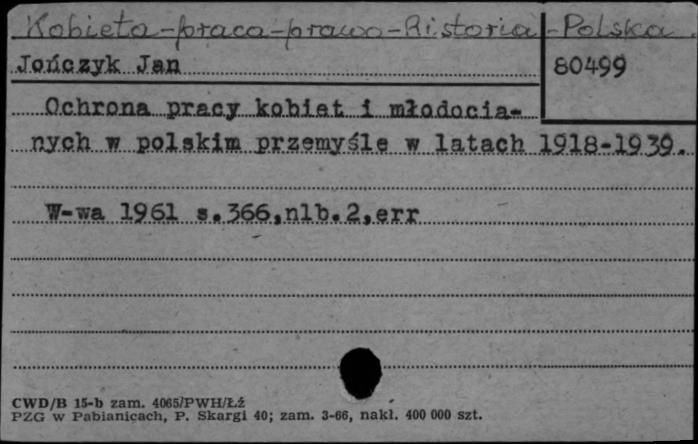 Kobieta-praca-prawo-Historia-Polska.
Jończyk Jan
80499
Ochrona pracy kobiet i młodocia-
nych w polskim przemyśle w latach 1918-1939.
W-wa 1961 s.366,nlb.2,err
CWD/B 15-b zam. 4065/PWH/Łź
PZG w Pabianicach, P. Skargi 40; zam. 3-66, nakł. 400 000 szt.